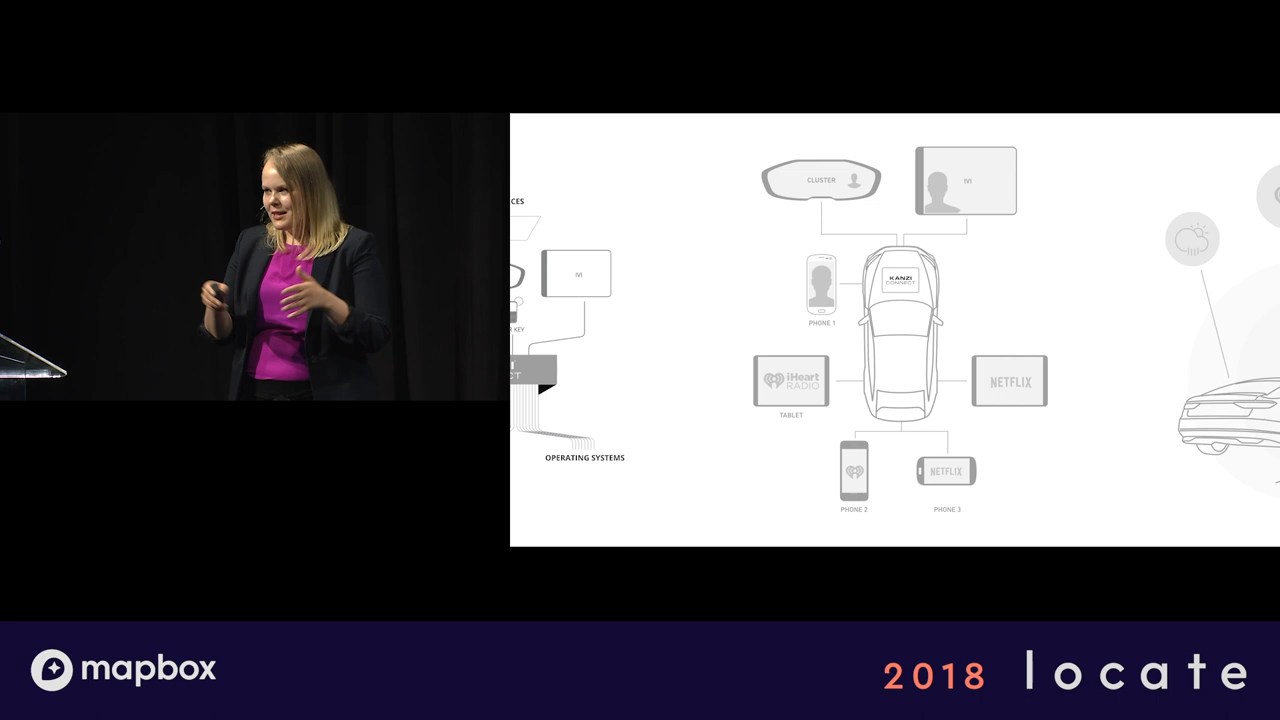 CES
IVI
KEY
CT
OPERATING SYSTEMS
CLUSTER
IVI
KANZI
CONNECT
PHONE 1
iHeart
RADIO
TABLET
NETFLIX
NETFLIX
PHONE 2
PHONE 3
mapbox
2018 locate